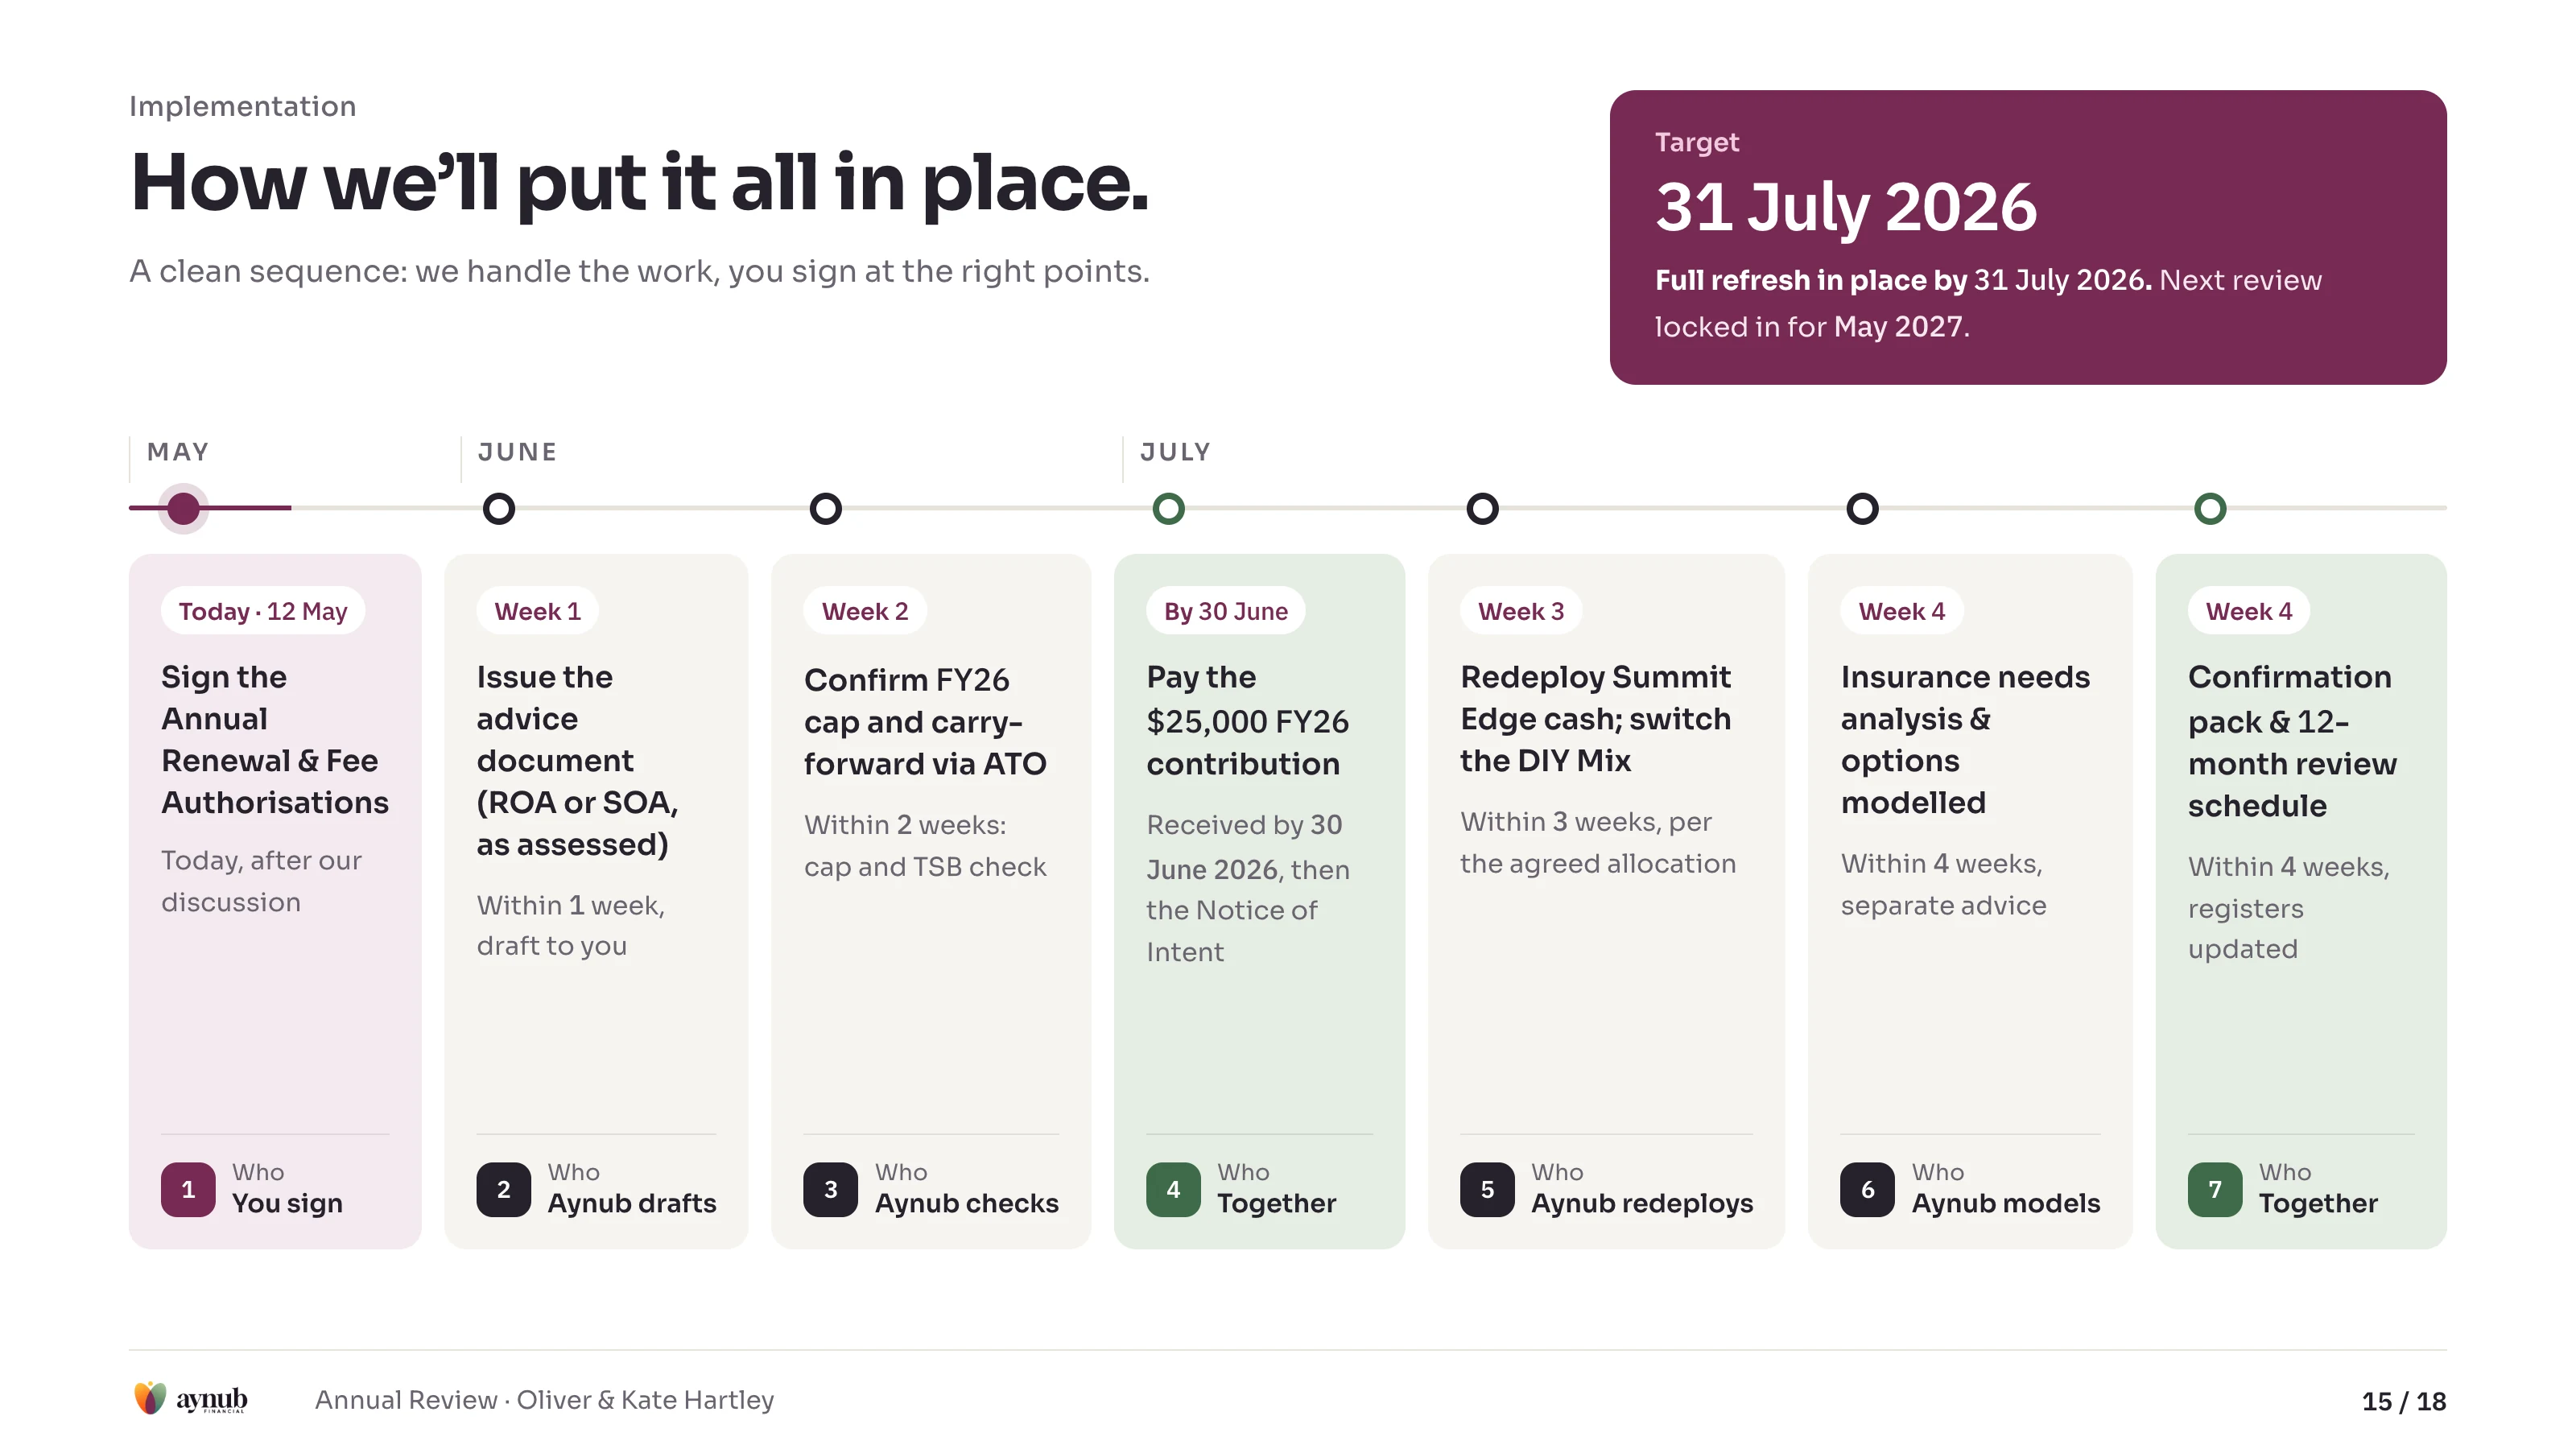 Implementation
How we’ll put it all in place.
A clean sequence: we handle the work, you sign at the right points.
Target
31 July 2026
Full refresh in place by 31 July 2026. Next review
locked in for May 2027.
MAY
JUNE
JULY
Today · 12 May
Sign the
Annual
Renewal & Fee
Authorisations
Today, after our
discussion
1
Who
You sign
Week 1
Issue the
advice
document
(ROA or SOA,
as assessed)
Within 1 week,
draft to you
2
Who
Aynub drafts
Week 2
Confirm FY26
cap and carry-
forward via ATO
Within 2 weeks:
cap and TSB check
3
Who
Aynub checks
By 30 June
Pay the
$25,000 FY26
contribution
Received by 30
June 2026, then
the Notice of
Intent
4
Who
Together
Week 3
Redeploy Summit
Edge cash; switch
the DIY Mix
Within 3 weeks, per
the agreed allocation
5
Who
Aynub redeploys
Week 4
Insurance needs
analysis &
options
modelled
Within 4 weeks,
separate advice
6
Who
Aynub models
Week 4
Confirmation
pack & 12-
month review
schedule
Within 4 weeks,
registers
updated
7
Who
Together
aynub
FINANCIAL
Annual Review · Oliver & Kate Hartley
15 / 18